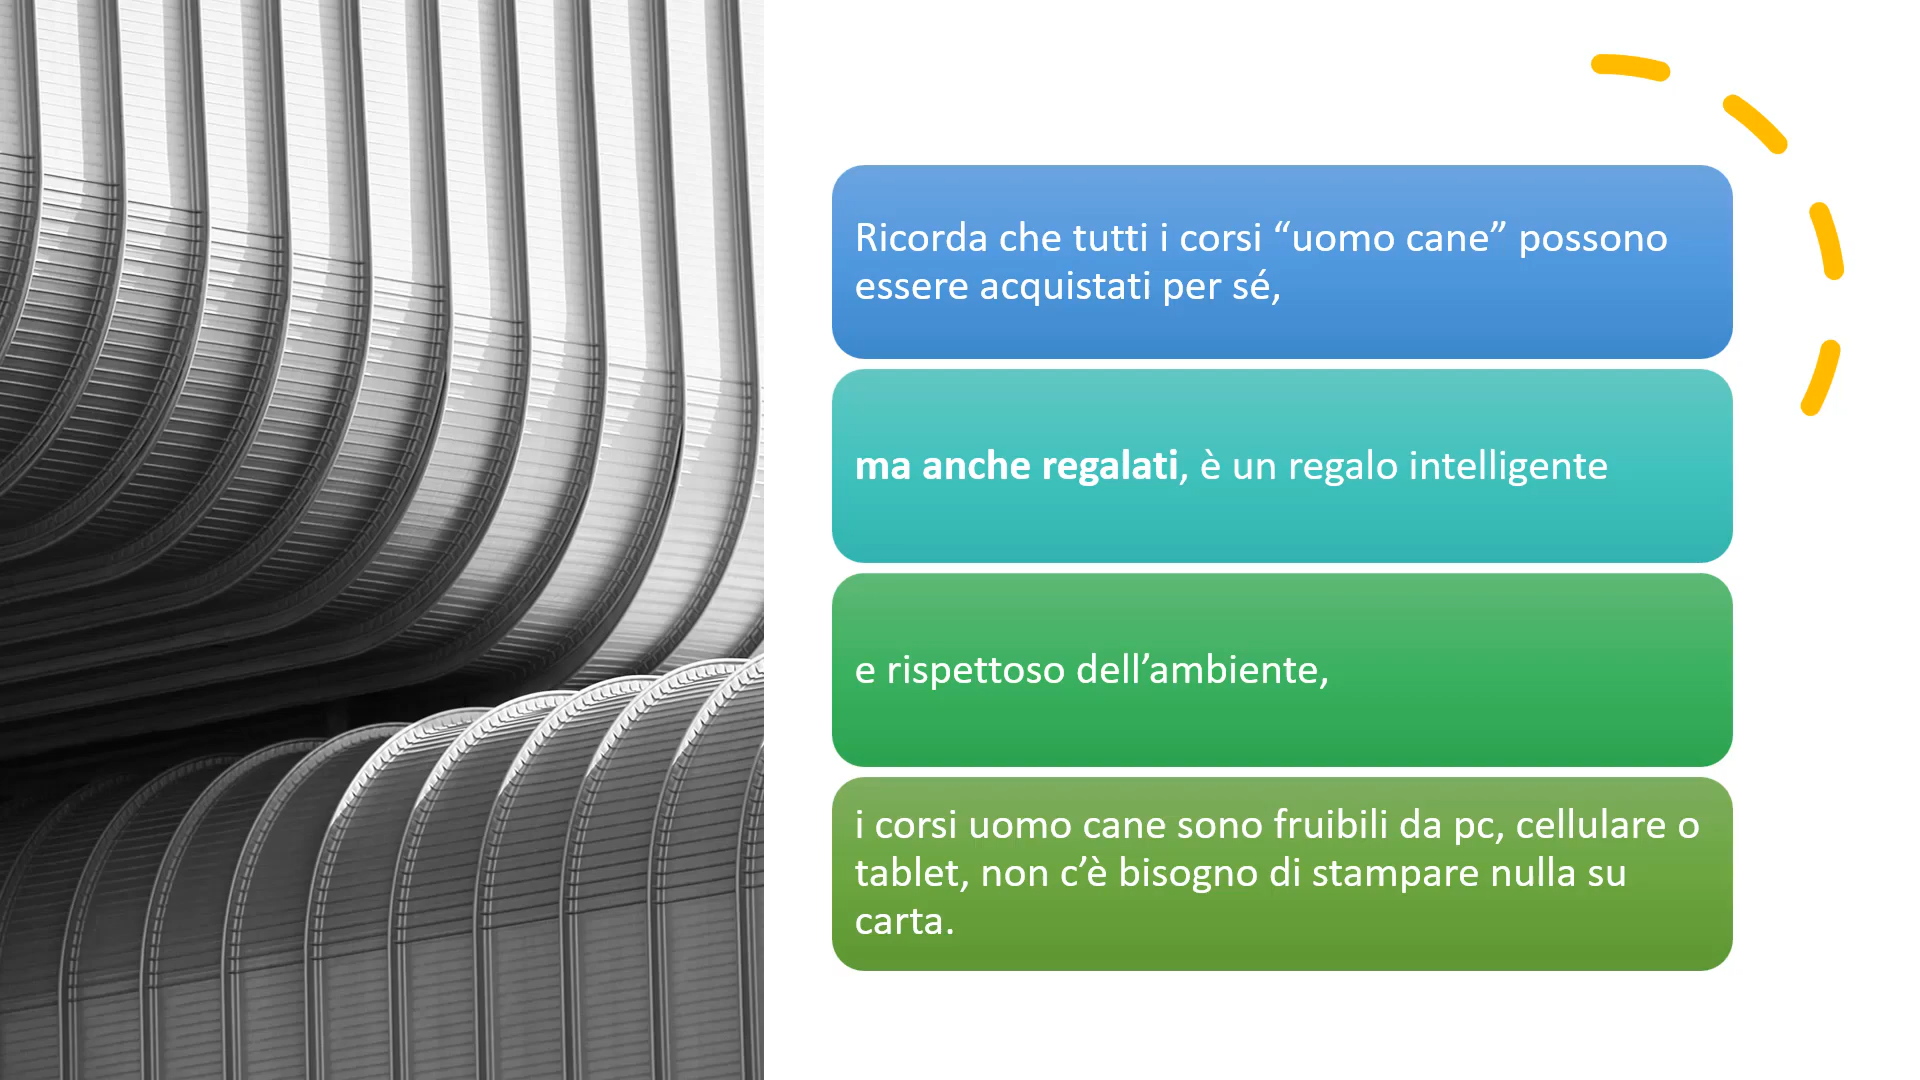 Ricorda che tutti i corsi “uomo cane” possono
essere acquistati per sé,
ma anche regalati, è un regalo intelligente
e rispettoso dell’ambiente,
i corsi uomo cane sono fruibili da pc, cellulare o
tablet, non c’è bisogno di stampare nulla su
carta.